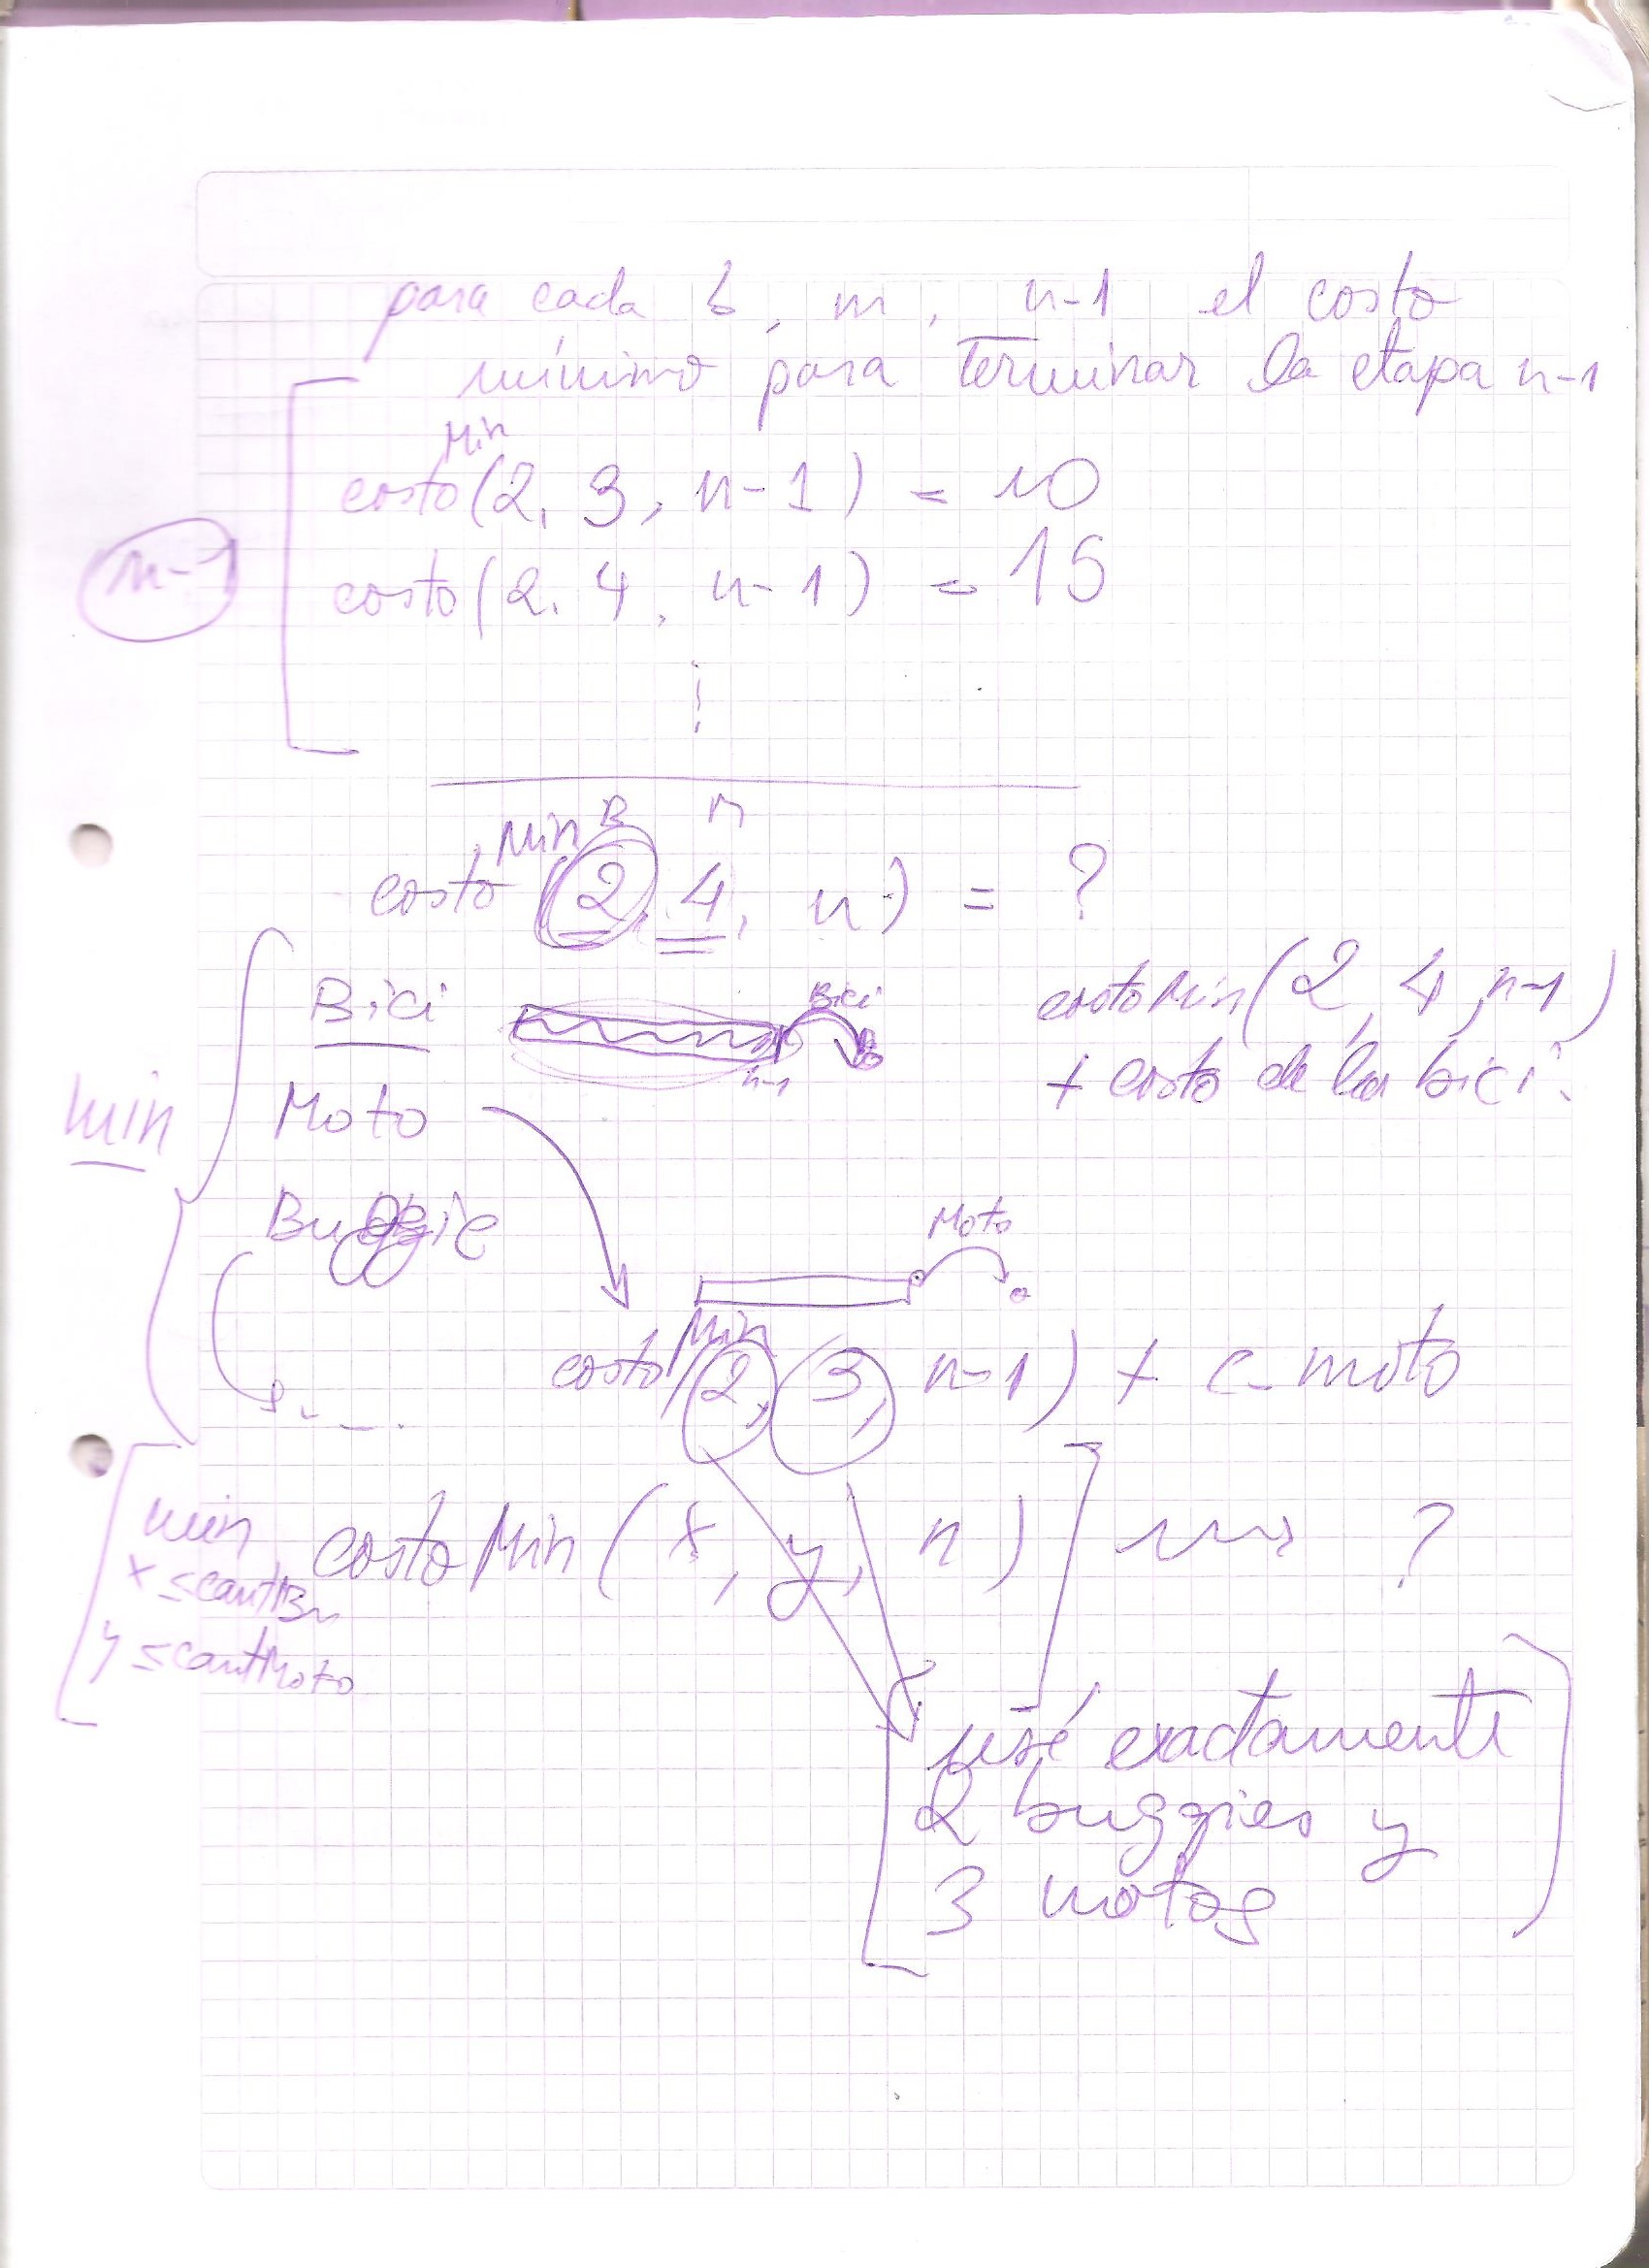 para cada b, m, n-1 el costo
mínimo para terminar la etapa n-1
Min
costo(2, 3, n-1) = 10
n-1
costo(2, 4, n-1) = 15
⋮
Min B M
costo (2, 4, n) = ?
Bici
Bici
n-1
costoMin(2, 4, n-1)
+ costo de la bici.
min
Moto
Buggie
Moto
Min
costo(2, 3, n-1) + c-moto
min costoMin(x, y, n) ?
x ≤ cantBu
y ≤ cantMoto
usé exactamente
2 buggies y
3 motos